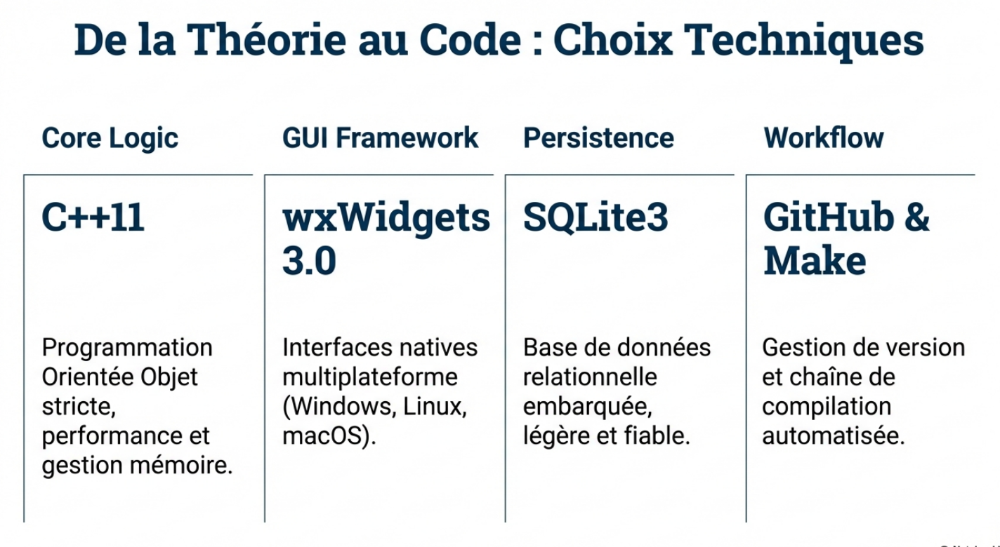 De la Théorie au Code : Choix Techniques
Core Logic
C++11
Programmation
Orientée Objet
stricte,
performance et
gestion mémoire.
GUI Framework
wxWidgets
3.0
Interfaces natives
multiplateforme
(Windows, Linux,
macOS).
Persistence
SQLite3
Base de données
relationnelle
embarquée,
légère et fiable.
Workflow
GitHub &
Make
Gestion de version
et chaîne de
compilation
automatisée.